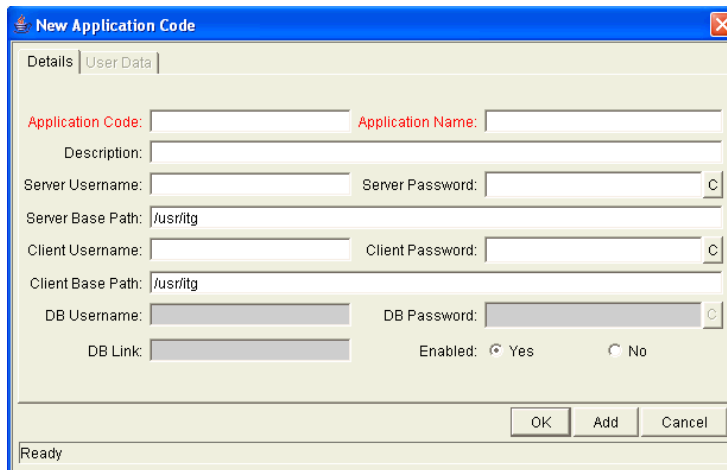 New Application Code
Details User Data
Application Code: Application Name:
Description:
Server Username: Server Password: C
Server Base Path: /usr/itg
Client Username: Client Password: C
Client Base Path: /usr/itg
DB Username: DB Password: C
DB Link: Enabled: Yes No
OK Add Cancel
Ready